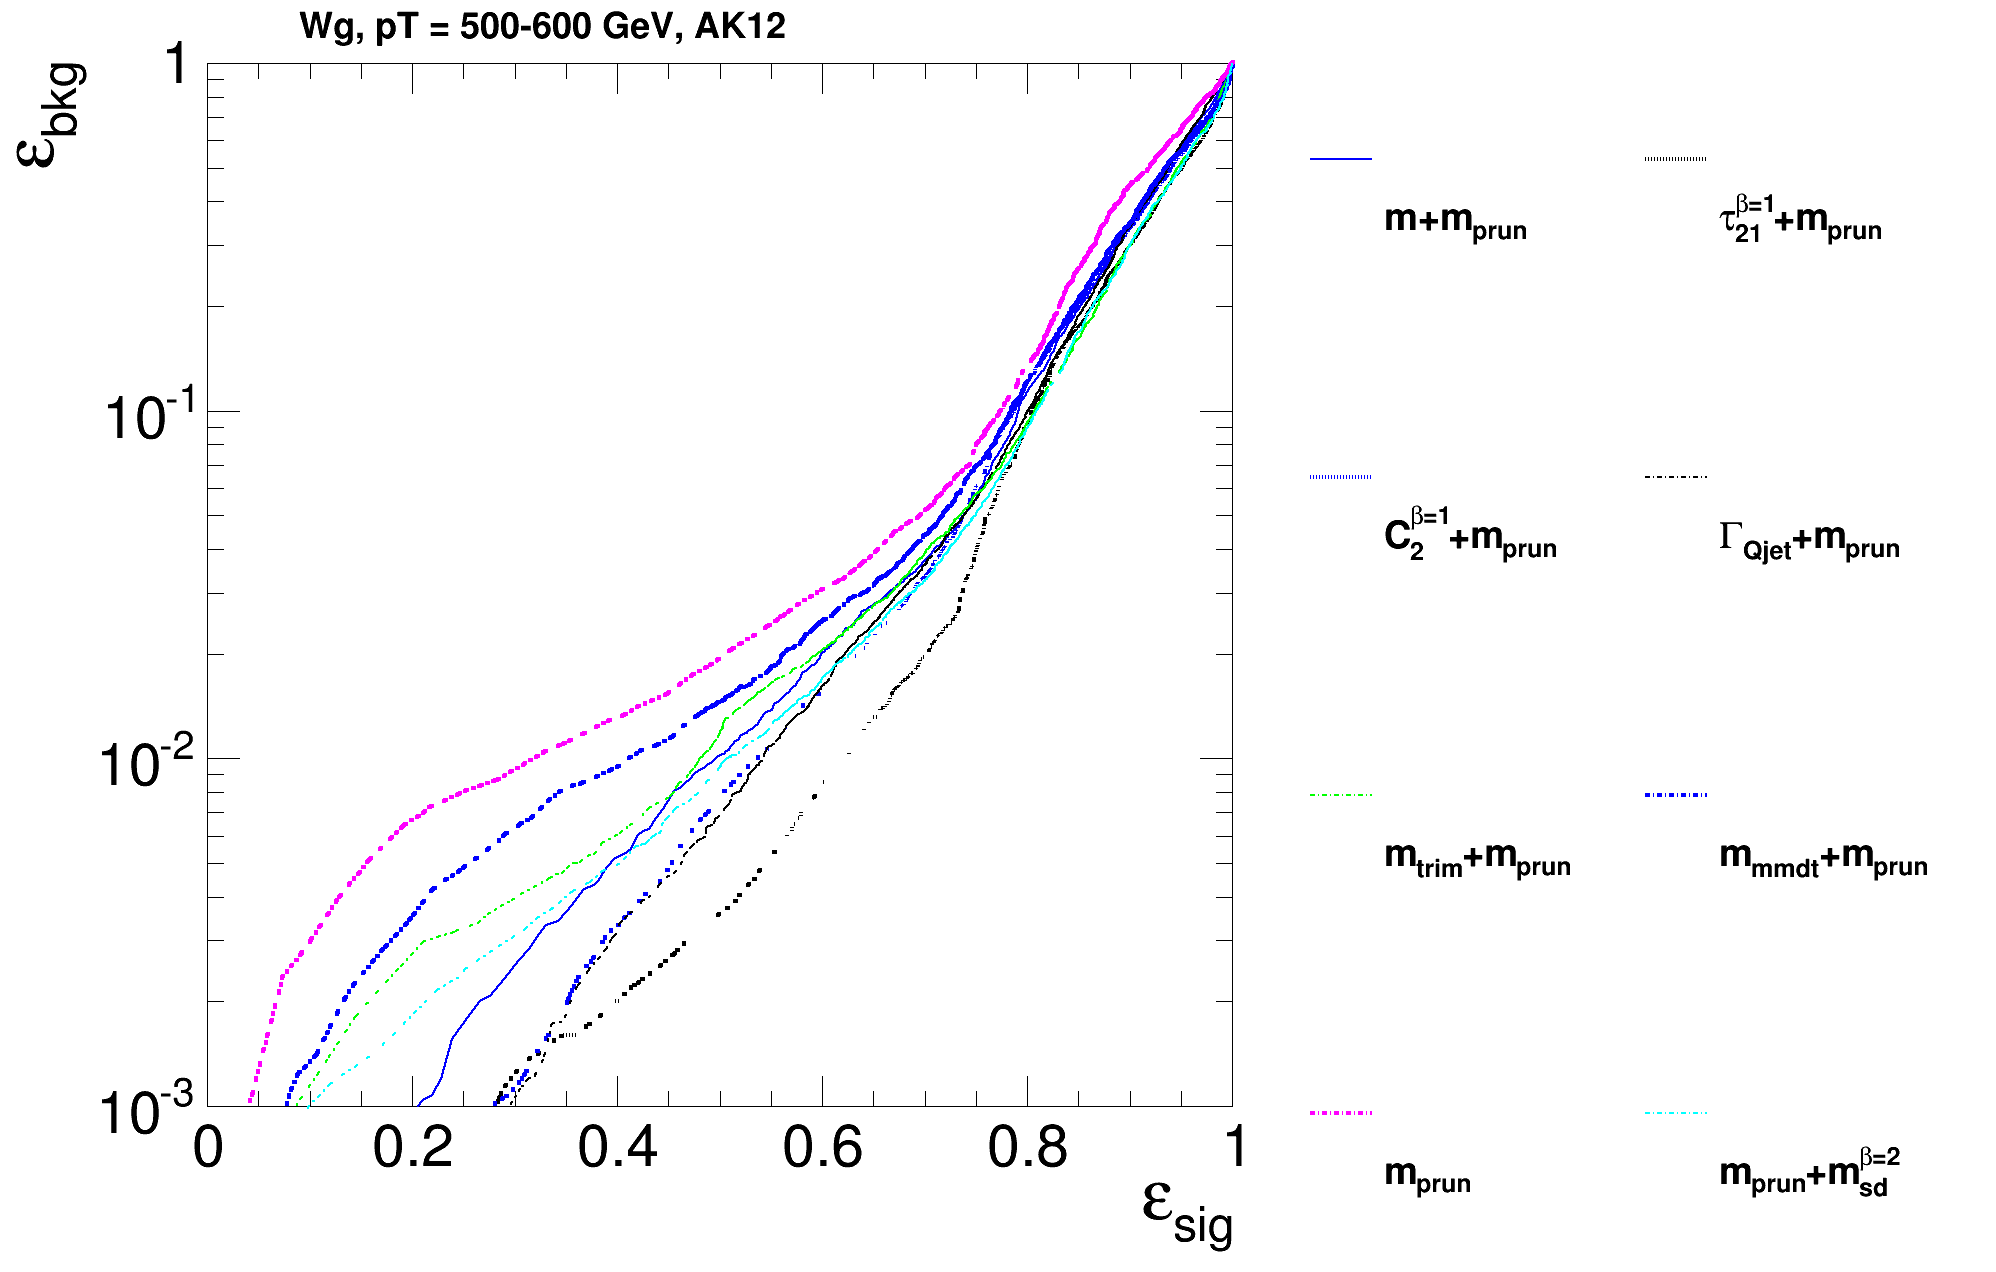 Wg, pT = 500-600 GeV, AK12
ε_bkg
1
10^-1
10^-2
10^-3
0 0.2 0.4 0.6 0.8 1
ε_sig
m+m_prun
τ_21^β=1+m_prun
C_2^β=1+m_prun
Γ_Qjet+m_prun
m_trim+m_prun
m_mmdt+m_prun
m_prun
m_prun+m_sd^β=2